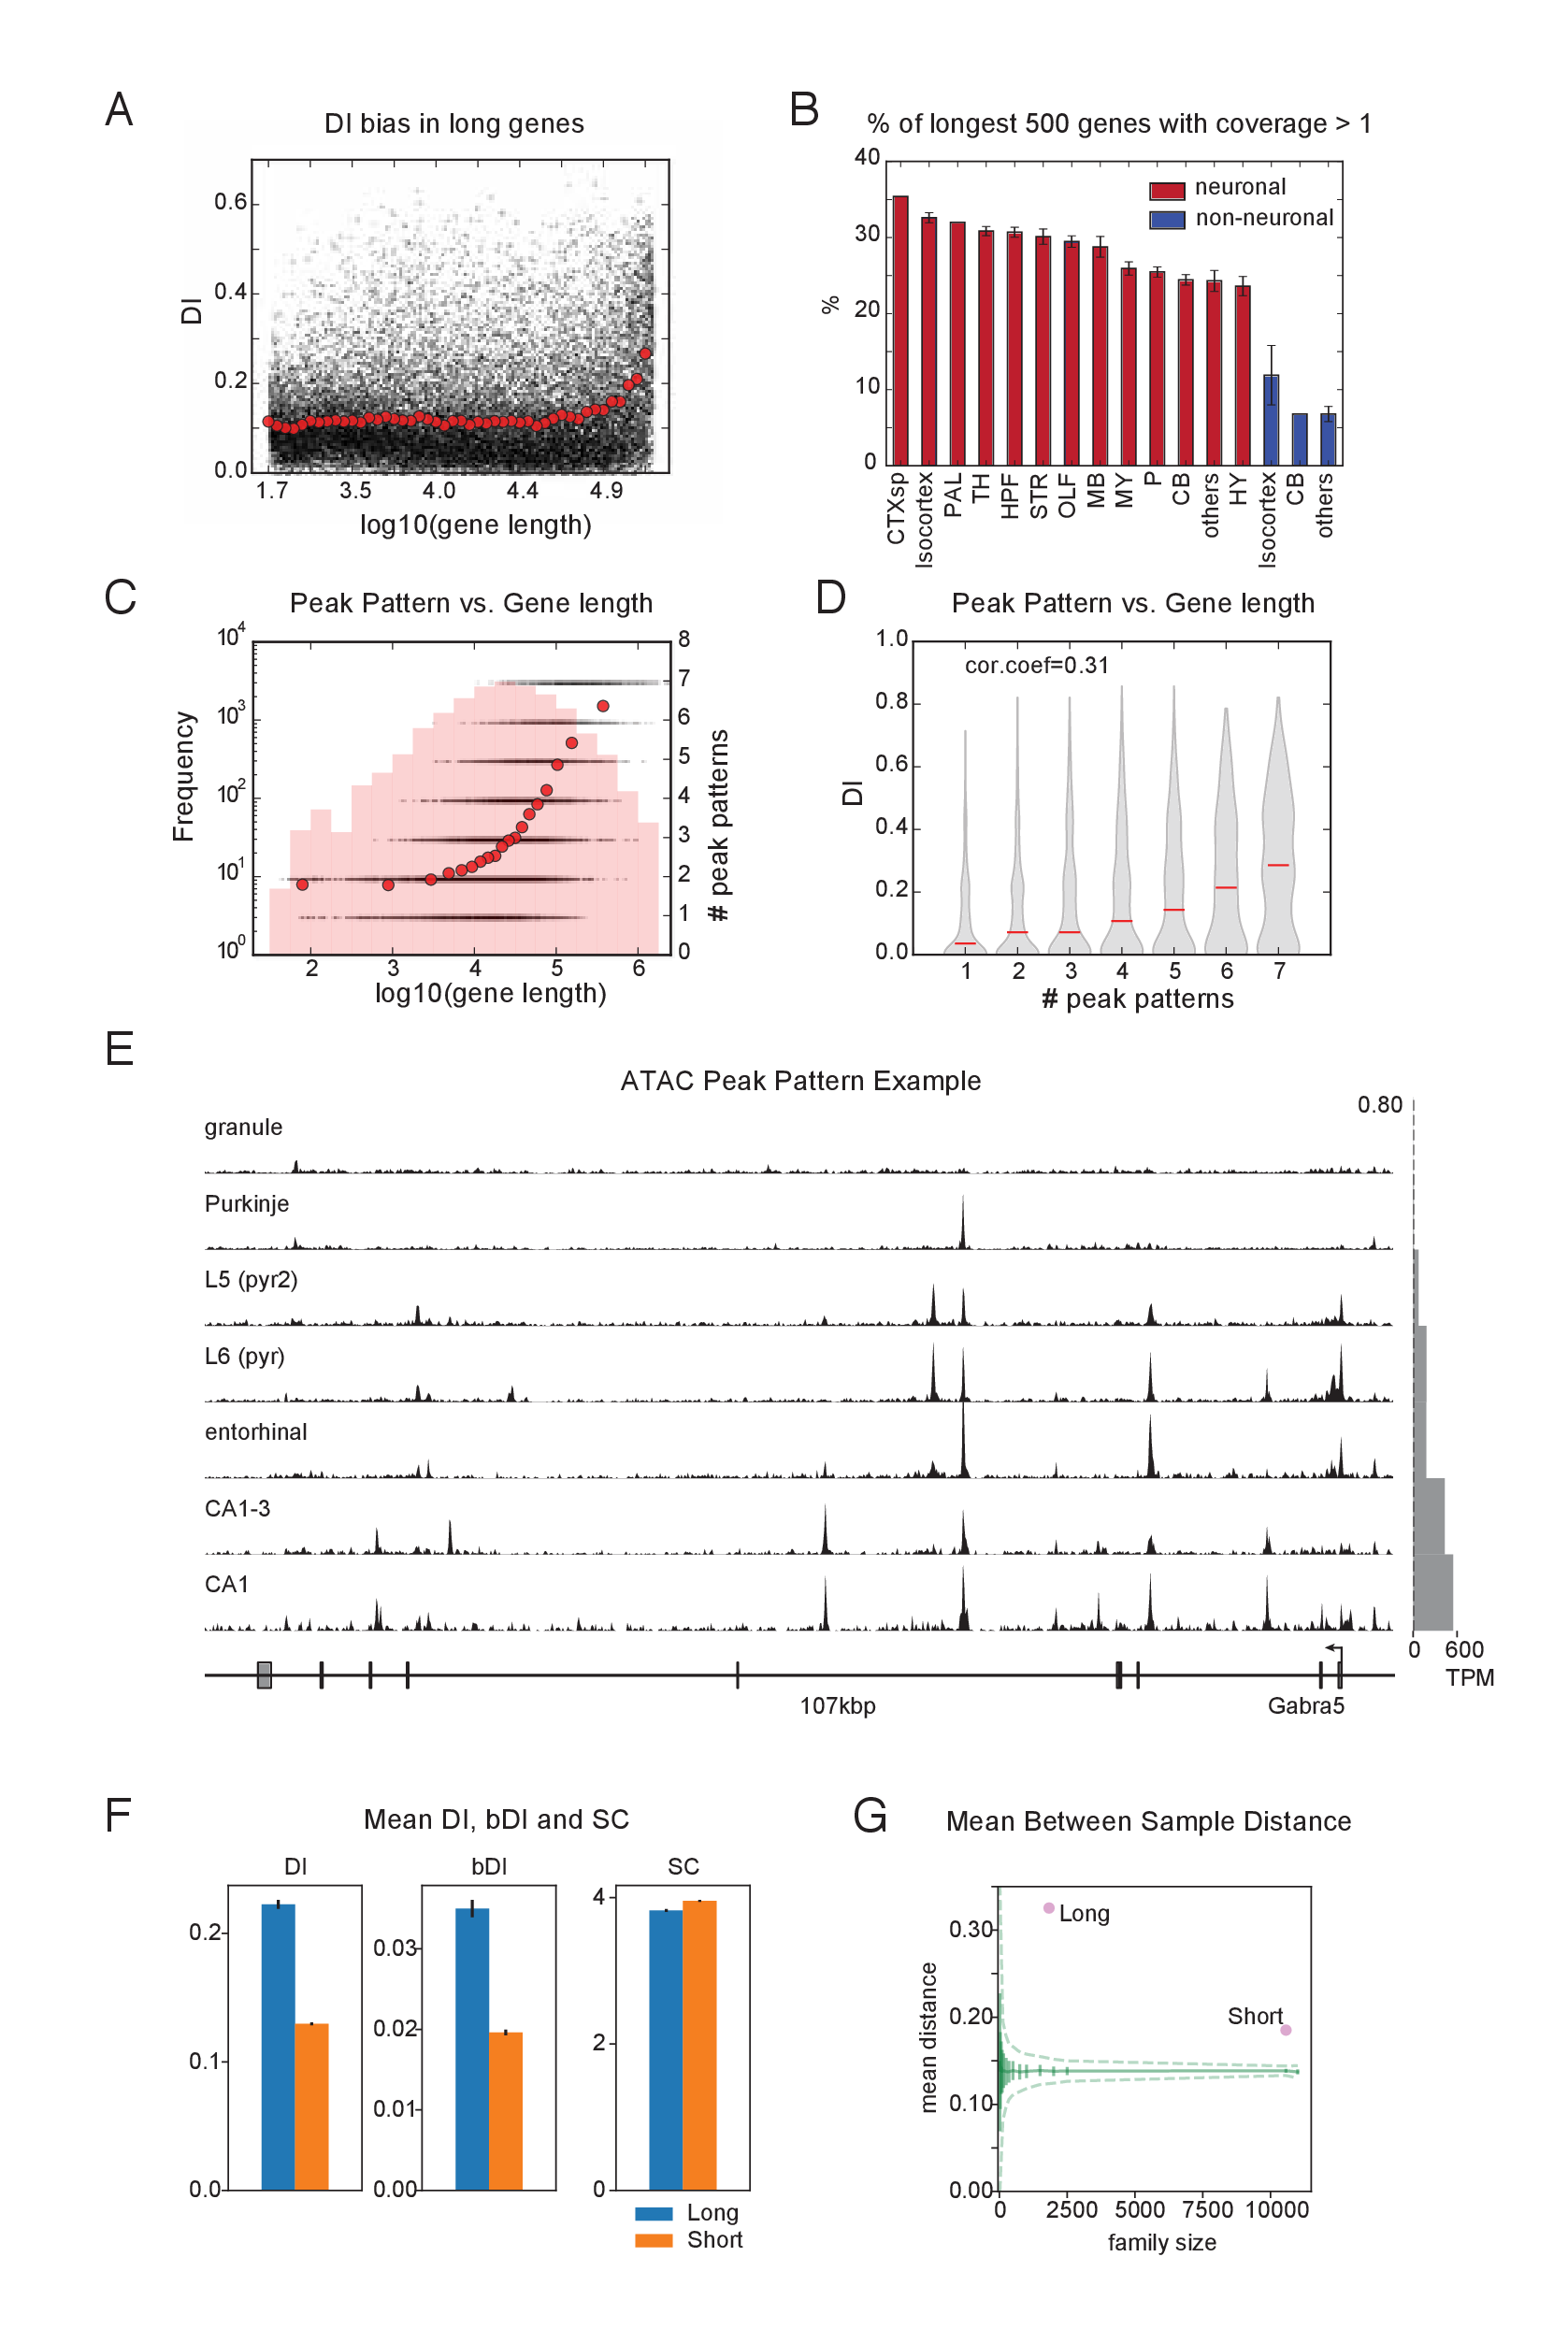 A
DI bias in long genes
DI
0.6
0.4
0.2
0.0
1.7 3.5 4.0 4.4 4.9
log10(gene length)
B
% of longest 500 genes with coverage > 1
%
40
30
20
10
0
neuronal
non-neuronal
CTXsp
Isocortex
PAL
TH
HPF
STR
OLF
MB
MY
P
CB
others
HY
Isocortex
CB
others
C
Peak Pattern vs. Gene length
Frequency
10^4
10^3
10^2
10^1
10^0
8
7
6
5
4
3
2
1
0
# peak patterns
2 3 4 5 6
log10(gene length)
D
Peak Pattern vs. Gene length
cor.coef=0.31
DI
1.0
0.8
0.6
0.4
0.2
0.0
1 2 3 4 5 6 7
# peak patterns
E
ATAC Peak Pattern Example
0.80
granule
Purkinje
L5 (pyr2)
L6 (pyr)
entorhinal
CA1-3
CA1
0 600
TPM
107kbp
Gabra5
F
Mean DI, bDI and SC
DI
0.2
0.1
0.0
bDI
0.03
0.02
0.01
0.00
SC
4
2
0
Long
Short
G
Mean Between Sample Distance
mean distance
0.30
0.20
0.10
0.00
Long
Short
0 2500 5000 7500 10000
family size